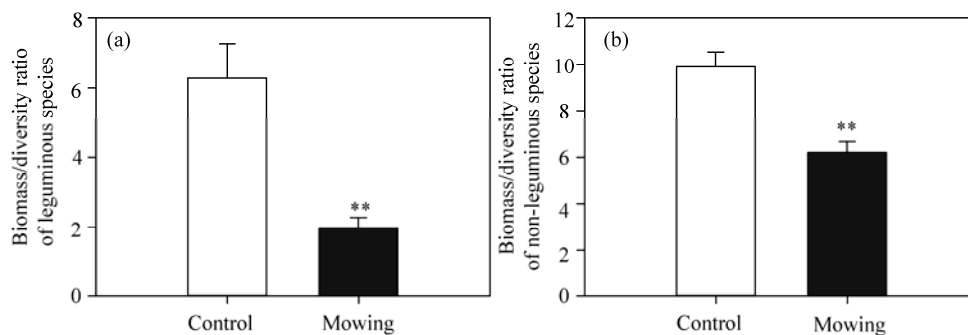 (a)
Biomass/diversity ratio
of leguminous species
8
6
4
2
0
**
Control Mowing
(b)
Biomass/diversity ratio
of non-leguminous species
12
10
8
6
4
2
0
**
Control Mowing